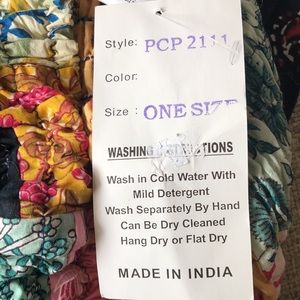 Style: PCP 2111
Color:
Size : ONE SIZE
WASHING
Wash in Cold Water With
Mild Detergent
Wash Separately By Hand
Can Be Dry Cleaned
Hang Dry or Flat Dry
MADE IN INDIA